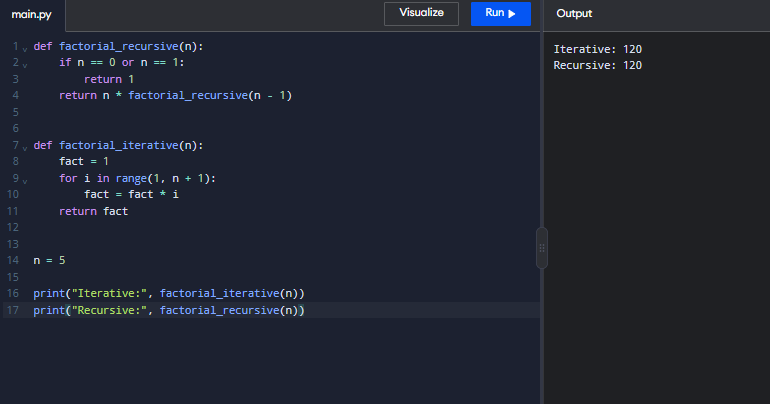 main.py Visualize Run Output
1 def factorial_recursive(n):
2     if n == 0 or n == 1:
3         return 1
4     return n * factorial_recursive(n - 1)
5
6
7 def factorial_iterative(n):
8     fact = 1
9     for i in range(1, n + 1):
10         fact = fact * i
11     return fact
12
13
14 n = 5
15
16 print("Iterative:", factorial_iterative(n))
17 print("Recursive:", factorial_recursive(n))
Iterative: 120
Recursive: 120